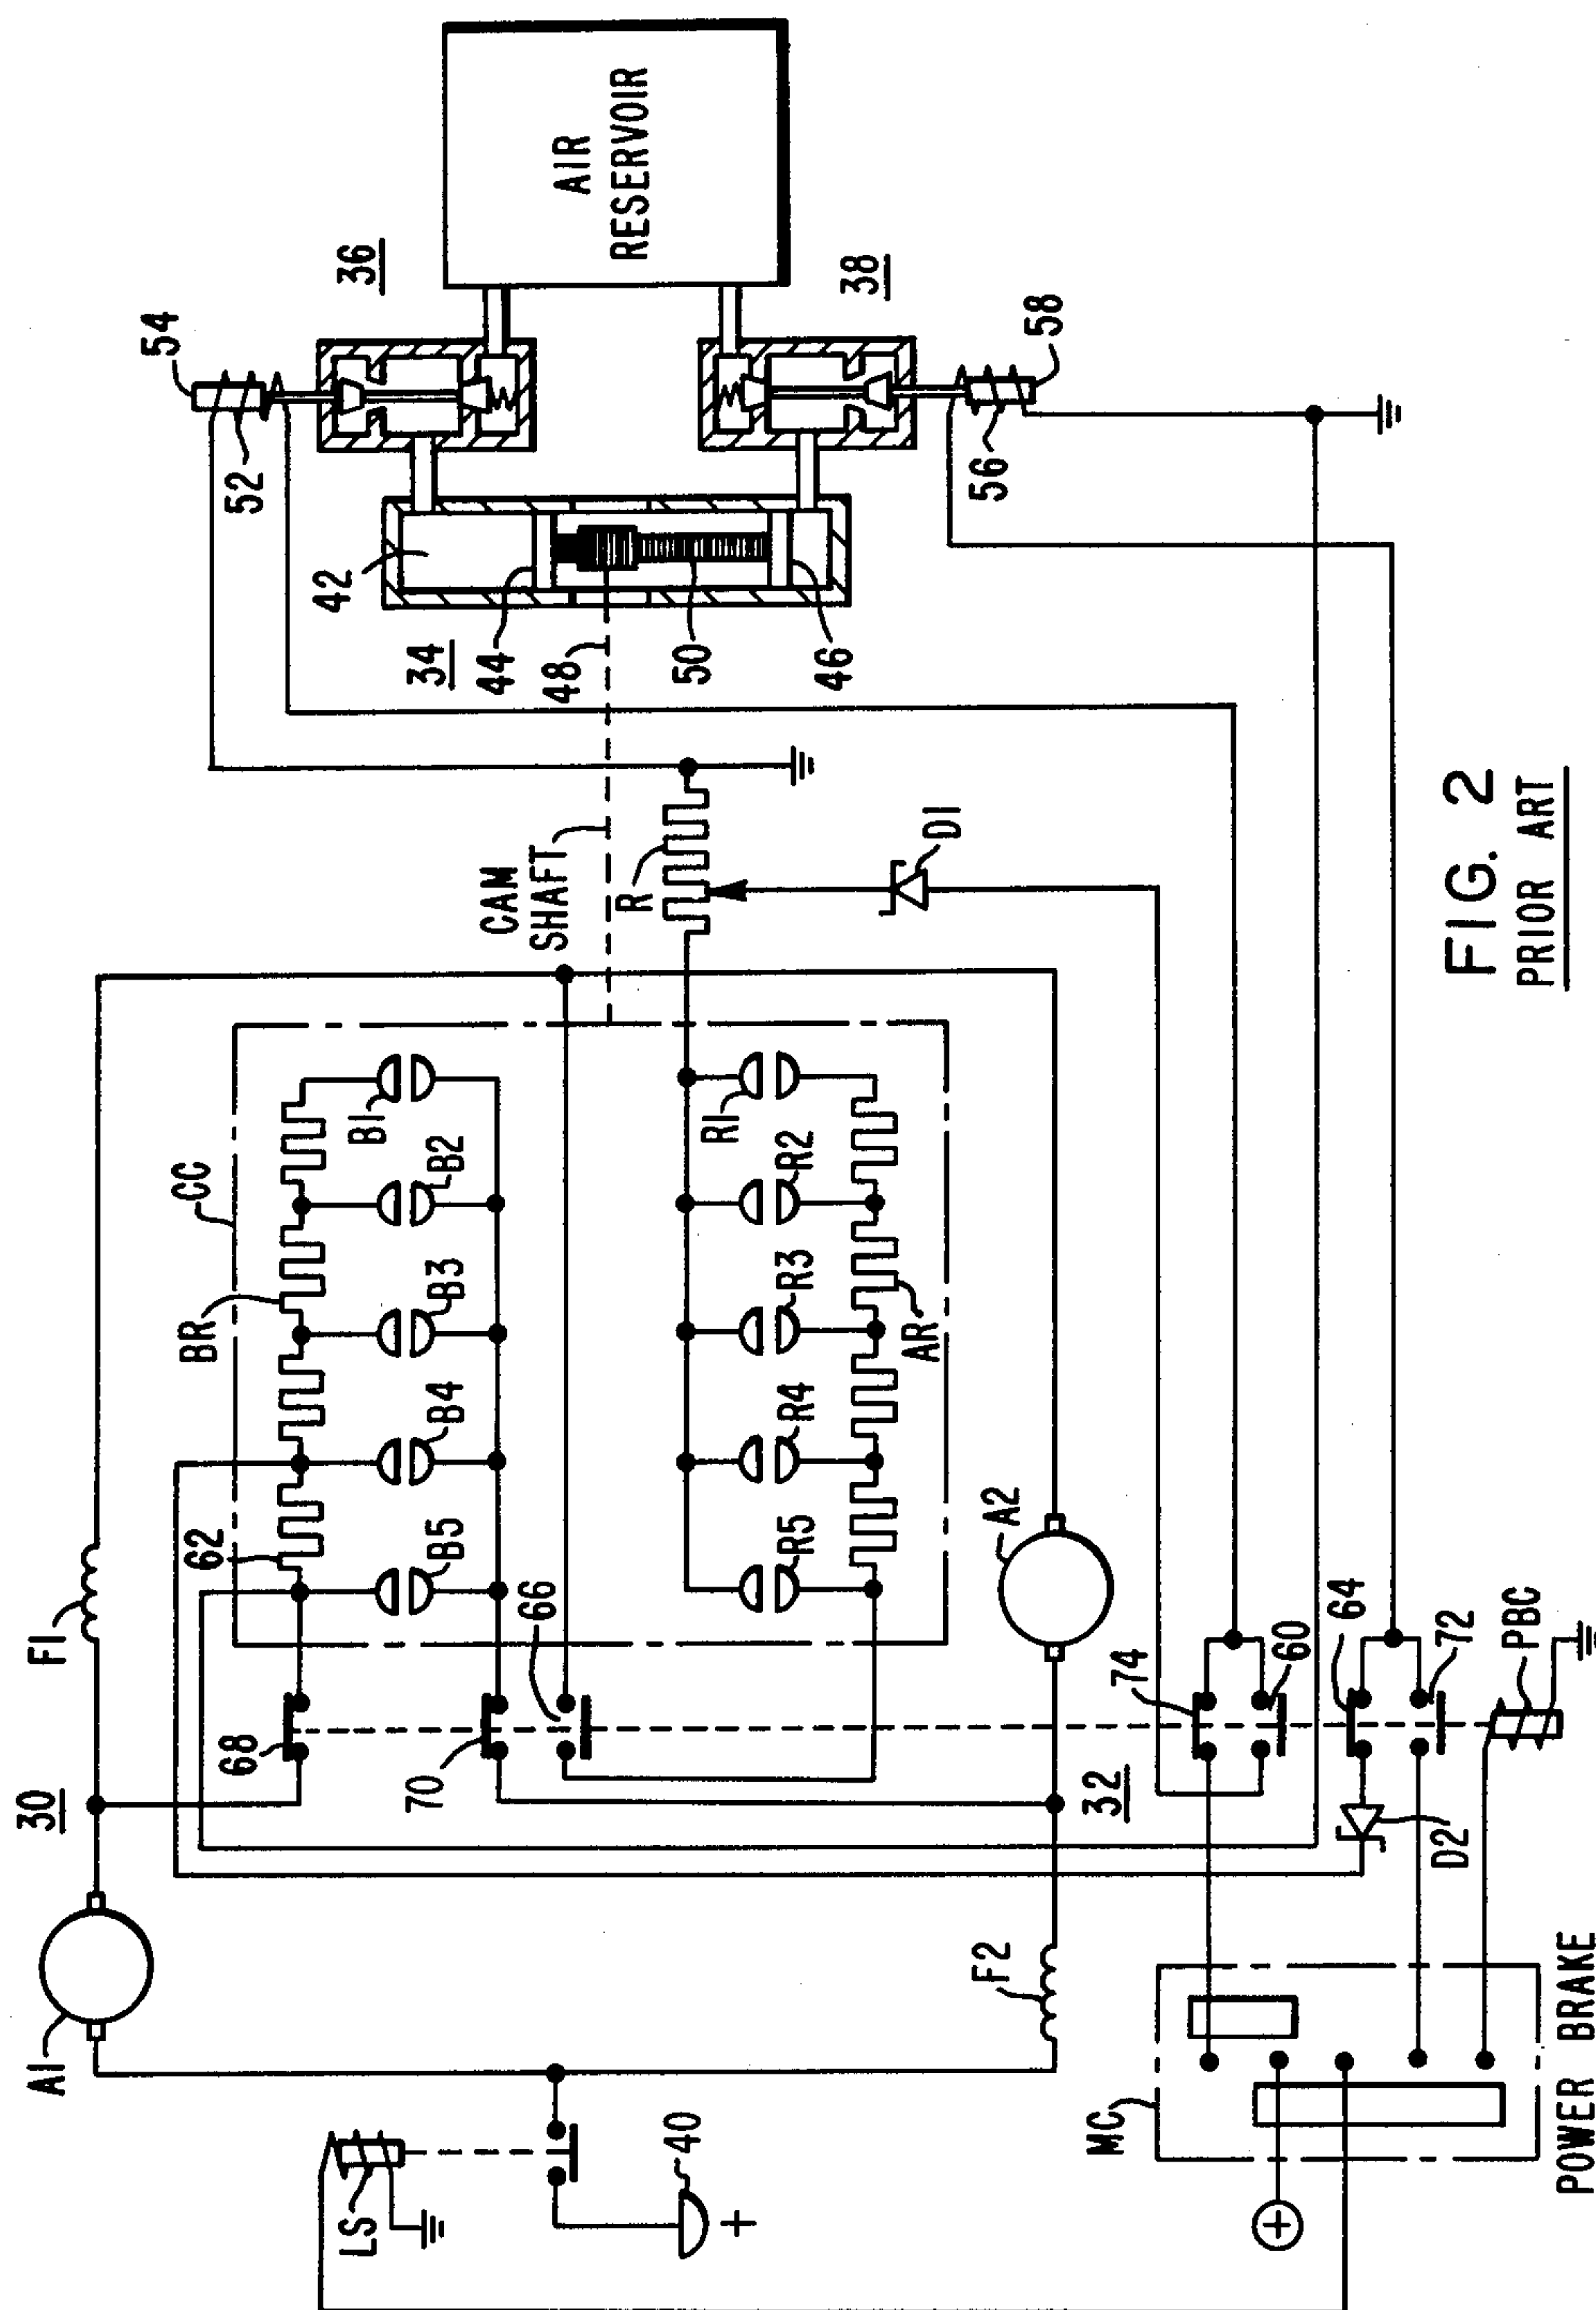 54
36
52
42
AIR
RESERVOIR
34
44
48
50
46
38
56
58
CAM
SHAFT
R
D1
CC
BR
62
B1
B2
B3
B4
B5
R1
R2
R3
R4
R5
AR
F1
A2
66
68
70
30
32
74
60
64
72
PBC
D2
A1
F2
LS
40
+
MC
+
POWER BRAKE
FIG. 2
PRIOR ART